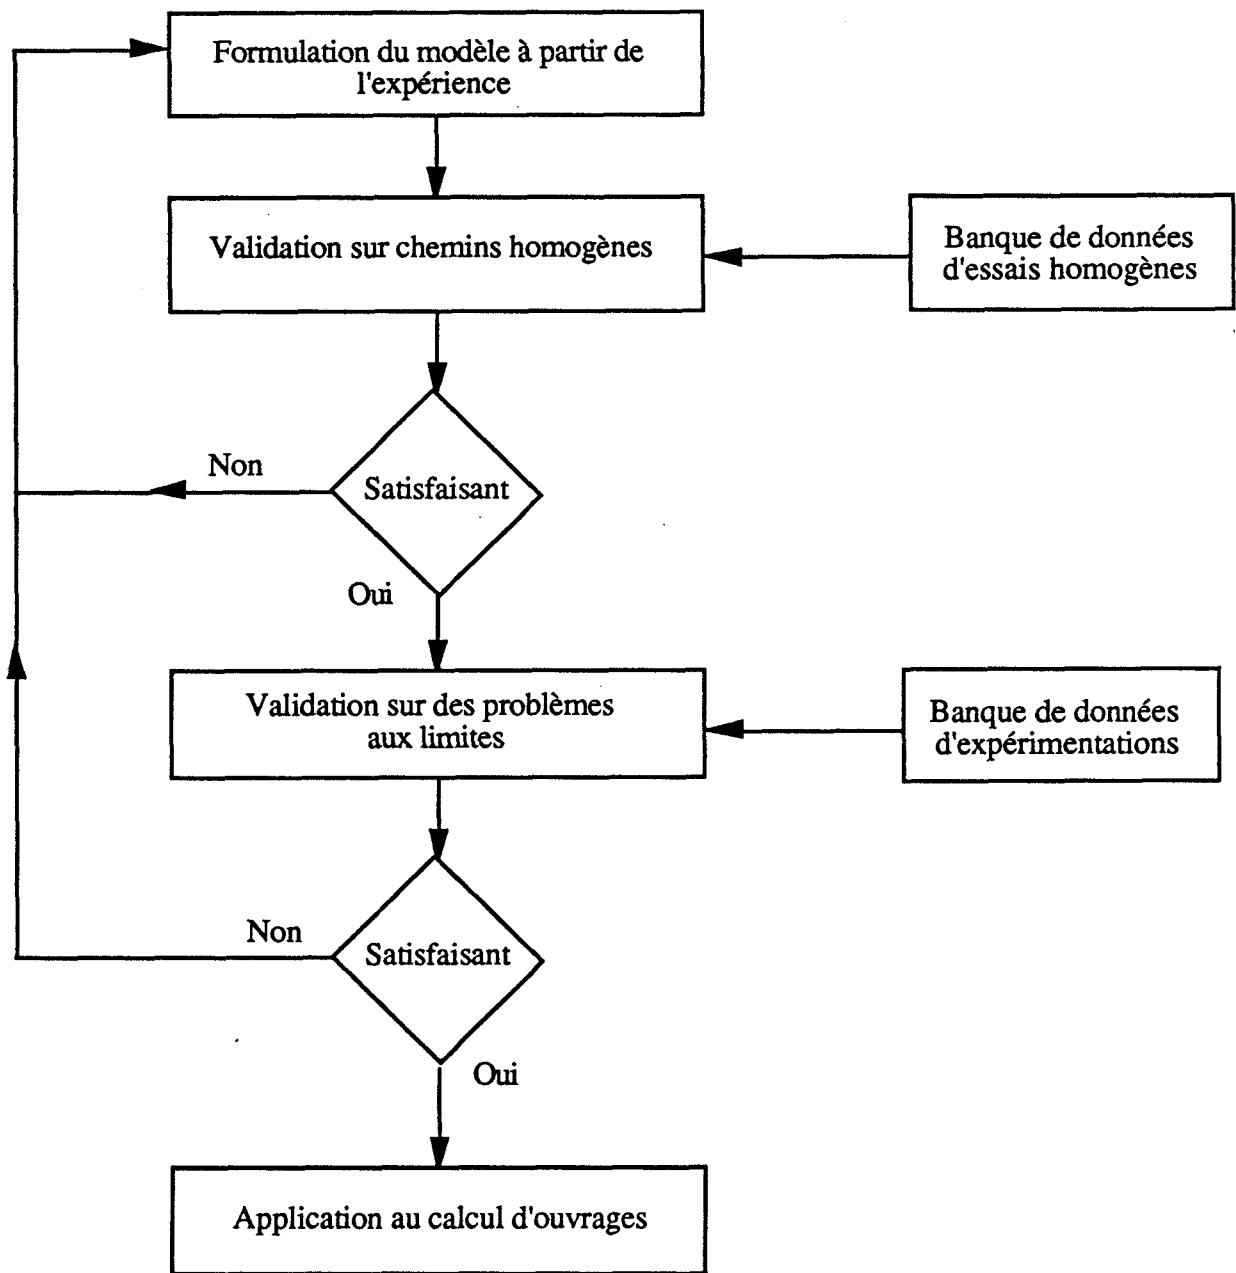 Formulation du modèle à partir de
l'expérience
Validation sur chemins homogènes
Banque de données
d'essais homogènes
Non
Satisfaisant
Oui
Validation sur des problèmes
aux limites
Banque de données
d'expérimentations
Non
Satisfaisant
Oui
Application au calcul d'ouvrages